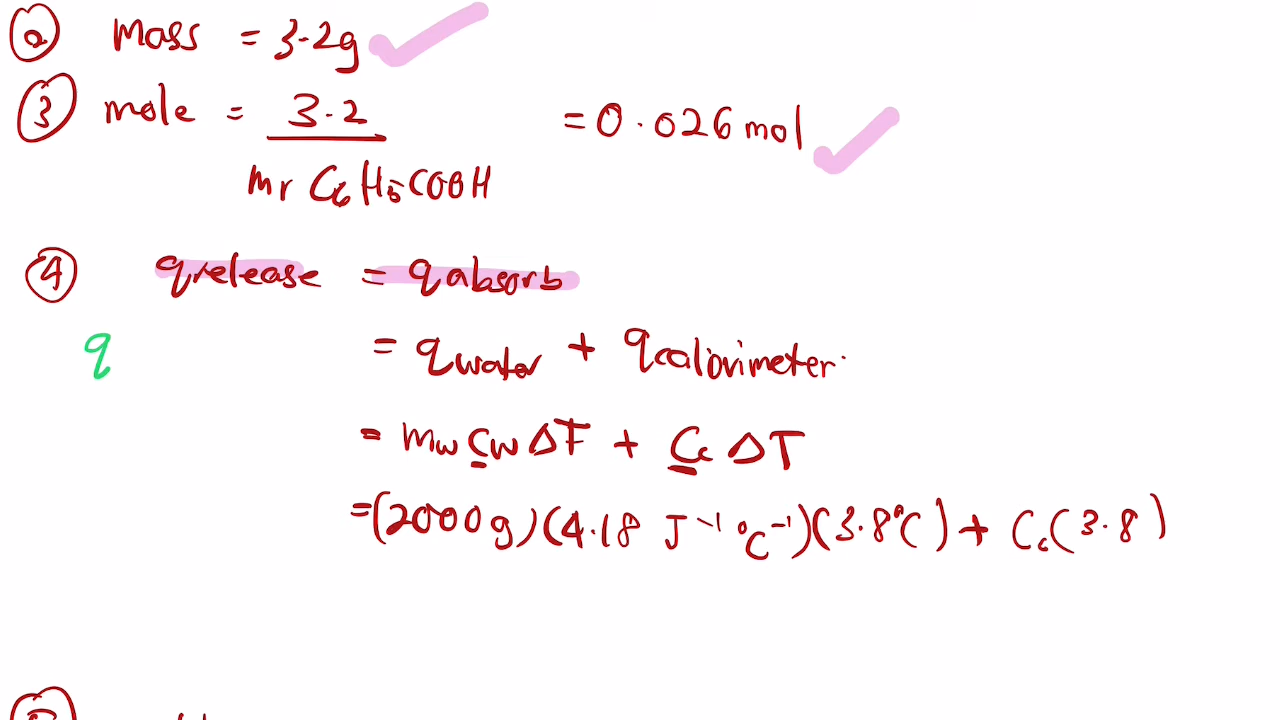 ② mass = 3.2g
③ mole = 3.2 / mr C₆H₅COOH = 0.026 mol
④ qrelease = qabsorb
q = qwater + qcalorimeter.
= mwcwΔT + CcΔT
= (2000g)(4.18 J⁻¹ °C⁻¹)(3.8°C) + Cc(3.8)